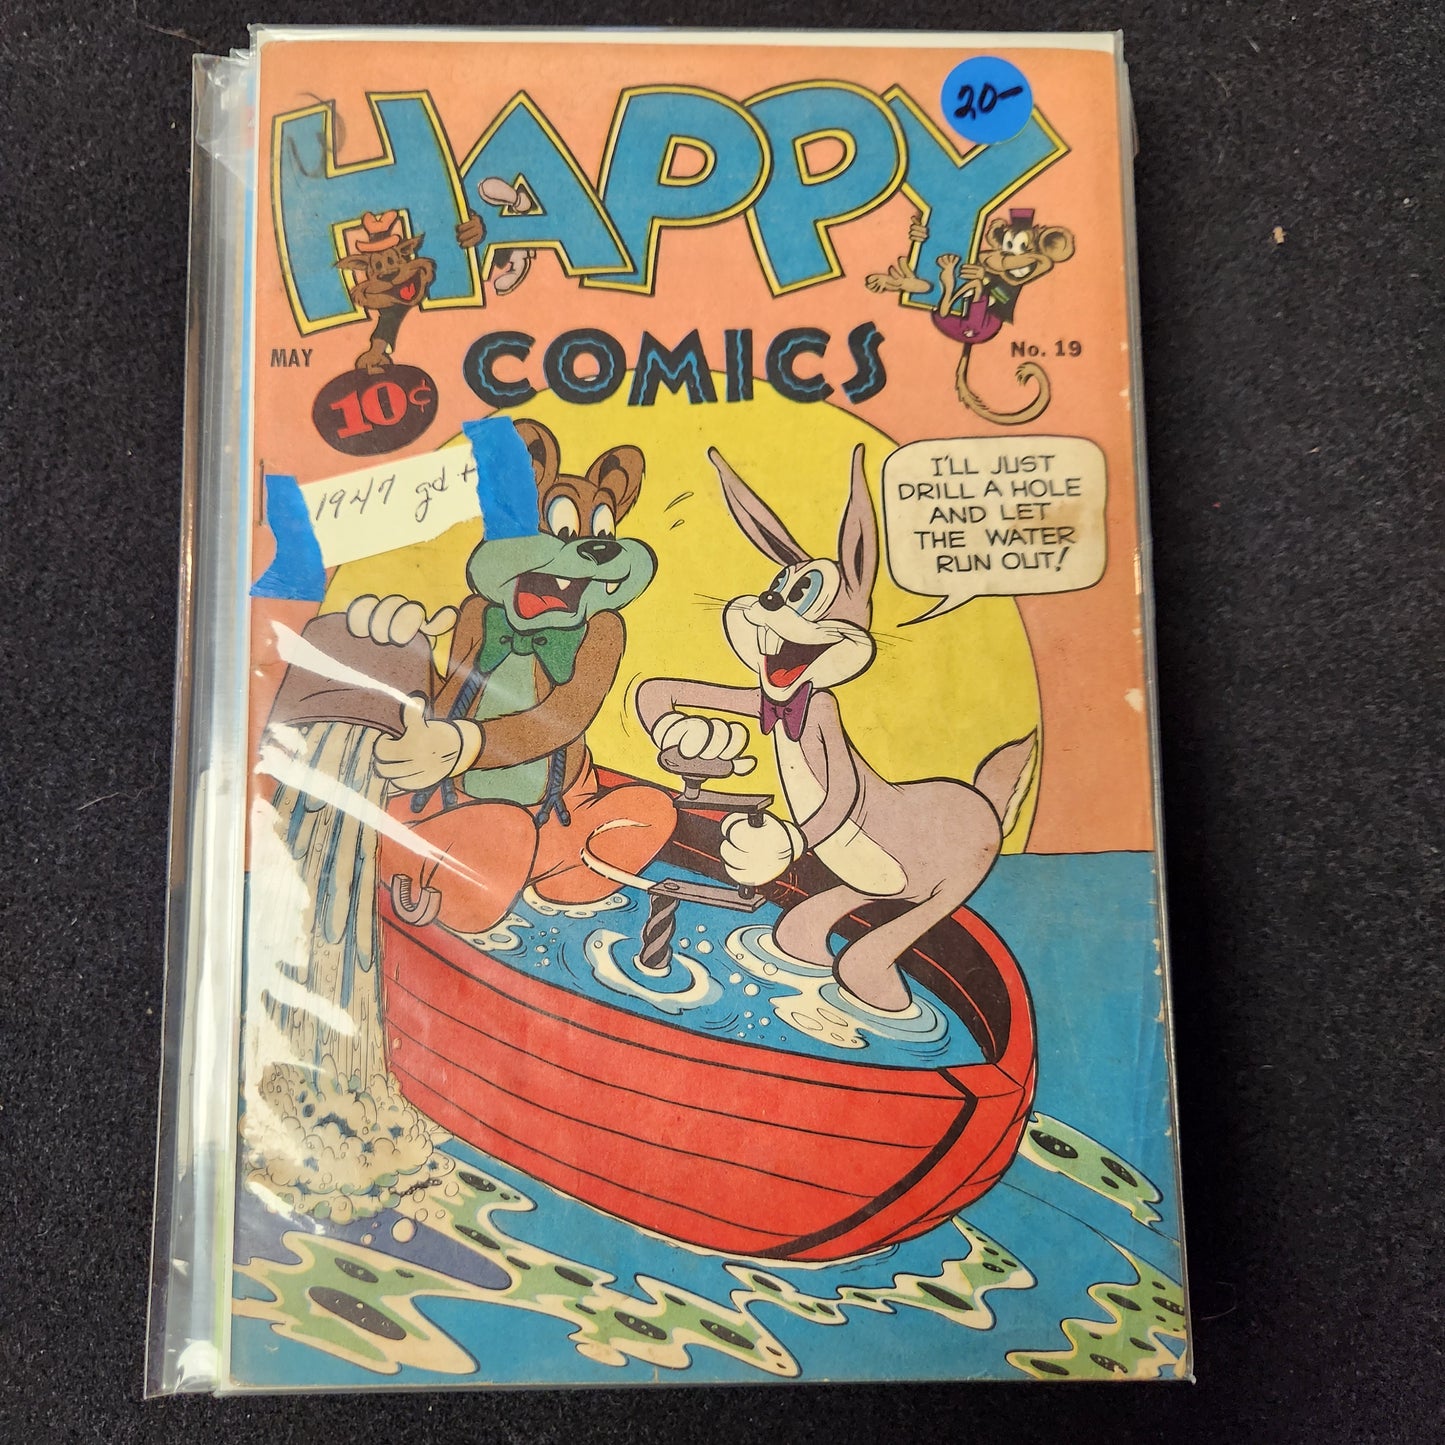 HAPPY
20-
COMICS
MAY
No. 19
10¢
1947 gd +
I'LL JUST
DRILL A HOLE
AND LET
THE WATER
RUN OUT!